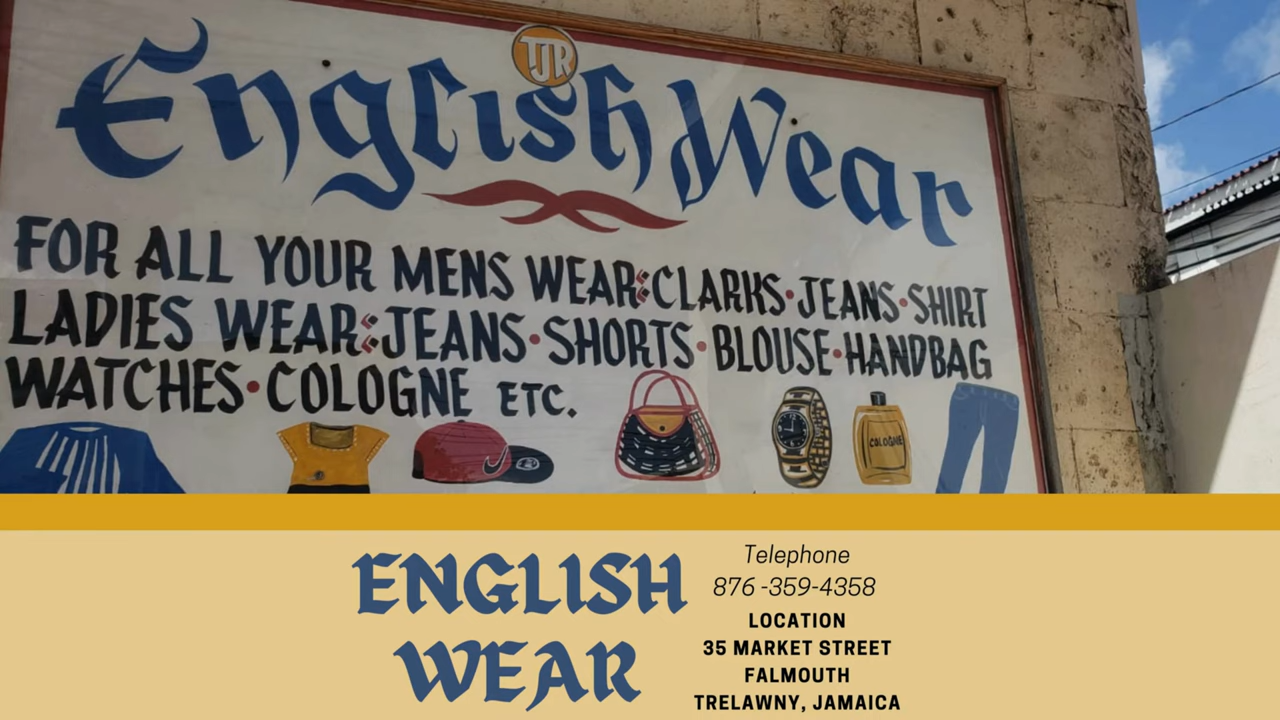 TJR
English Wear
FOR ALL YOUR MENS WEAR: CLARKS • JEANS • SHIRT
LADIES WEAR: JEANS • SHORTS • BLOUSE • HANDBAG
WATCHES • COLOGNE ETC.
COLOGNE
ENGLISH
WEAR
Telephone
876 -359-4358
LOCATION
35 MARKET STREET
FALMOUTH
TRELAWNY, JAMAICA